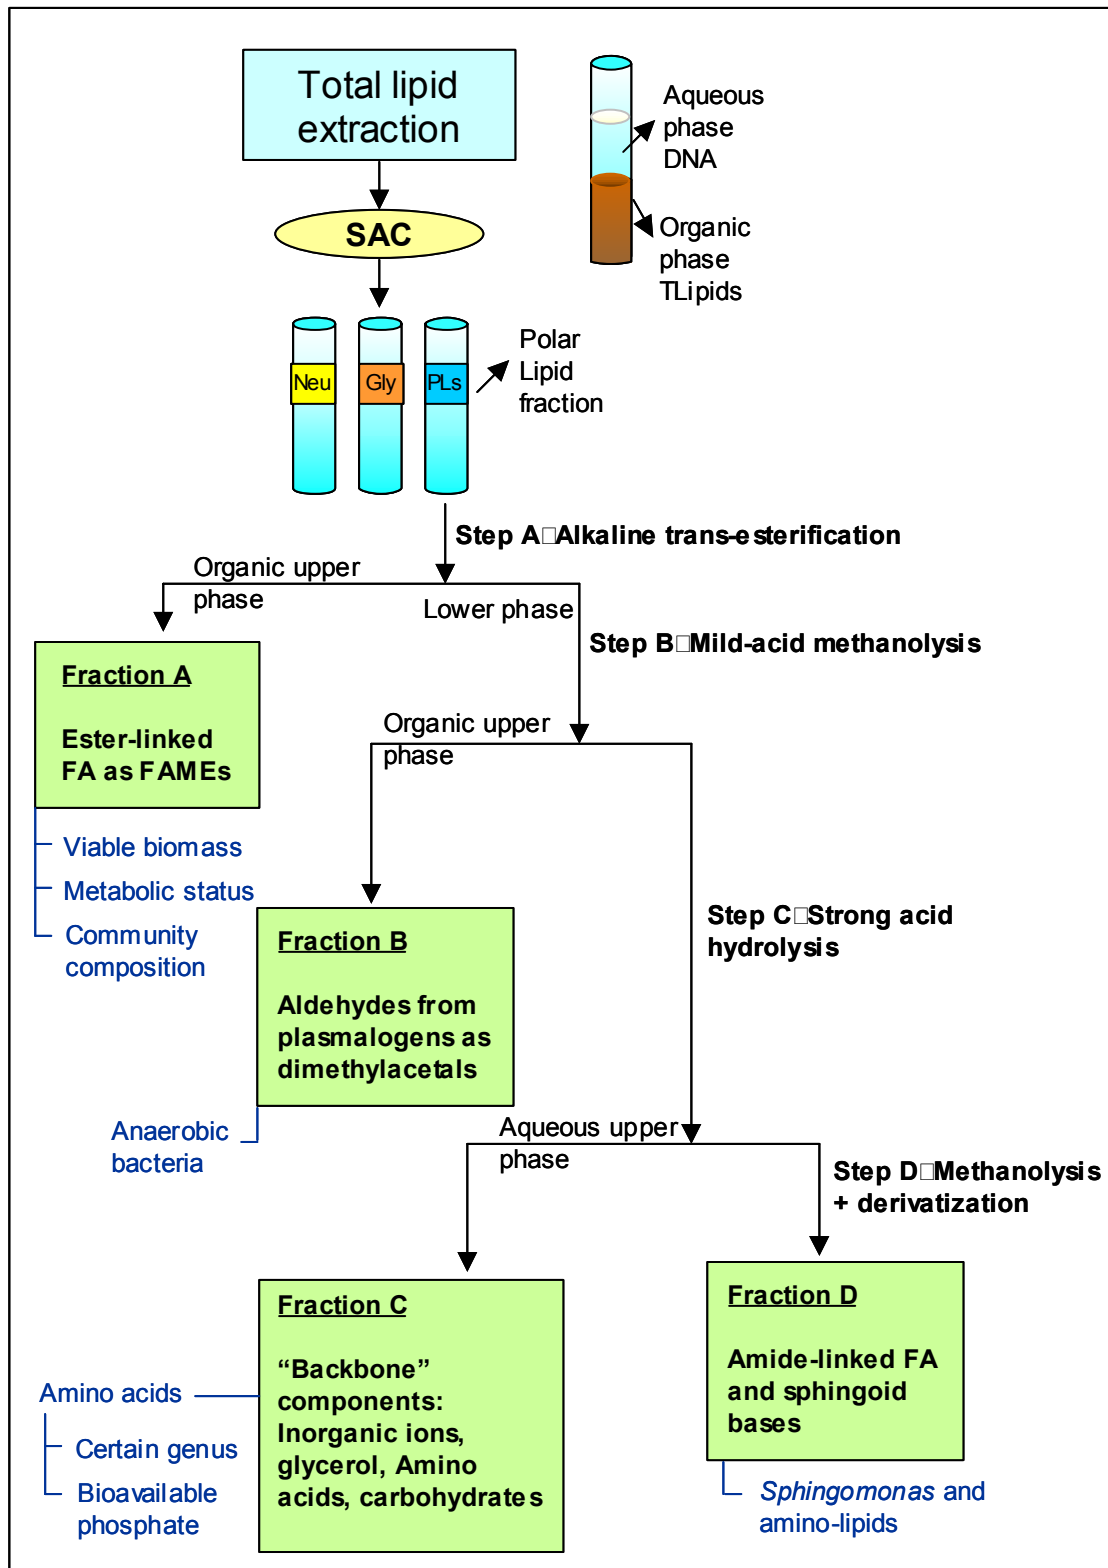 Total lipid
extraction
Aqueous
phase
DNA
Organic
phase
TLipids
SAC
Neu
Gly
PLs
Polar
Lipid
fraction
Step A□Alkaline trans-esterification
Organic upper
phase
Lower phase
Step B□Mild-acid methanolysis
Fraction A
Ester-linked
FA as FAMEs
Viable biomass
Metabolic status
Community
composition
Organic upper
phase
Step C□Strong acid
hydrolysis
Fraction B
Aldehydes from
plasmalogens as
dimethylacetals
Anaerobic
bacteria
Aqueous upper
phase
Step D□Methanolysis
+ derivatization
Fraction C
“Backbone”
components:
Inorganic ions,
glycerol, Amino
acids, carbohydrates
Amino acids
Certain genus
Bioavailable
phosphate
Fraction D
Amide-linked FA
and sphingoid
bases
Sphingomonas and
amino-lipids